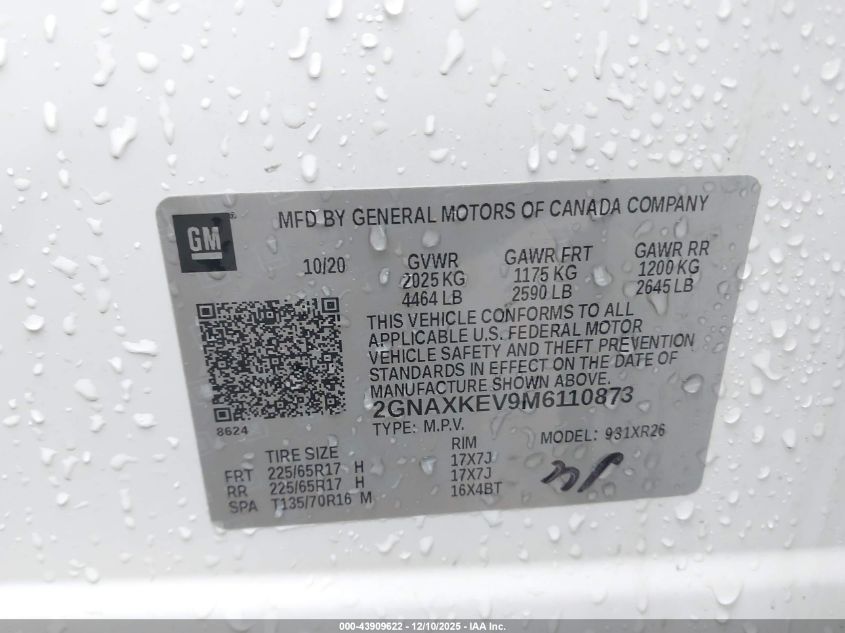 GM ®
MFD BY GENERAL MOTORS OF CANADA COMPANY
10/20
GVWR GAWR FRT GAWR RR
2025 KG 1175 KG 1200 KG
4464 LB 2590 LB 2645 LB
THIS VEHICLE CONFORMS TO ALL
APPLICABLE U.S. FEDERAL MOTOR
VEHICLE SAFETY AND THEFT PREVENTION
STANDARDS IN EFFECT ON THE DATE OF
MANUFACTURE SHOWN ABOVE.
2GNAXKEV9M6110873
8624
TYPE: M.P.V. MODEL: 931XR26
TIRE SIZE RIM
FRT 225/65R17 H 17X7J
RR 225/65R17 H 17X7J
SPA T135/70R16 M 16X4BT
000-43909622 - 12/10/2025 - IAA Inc.